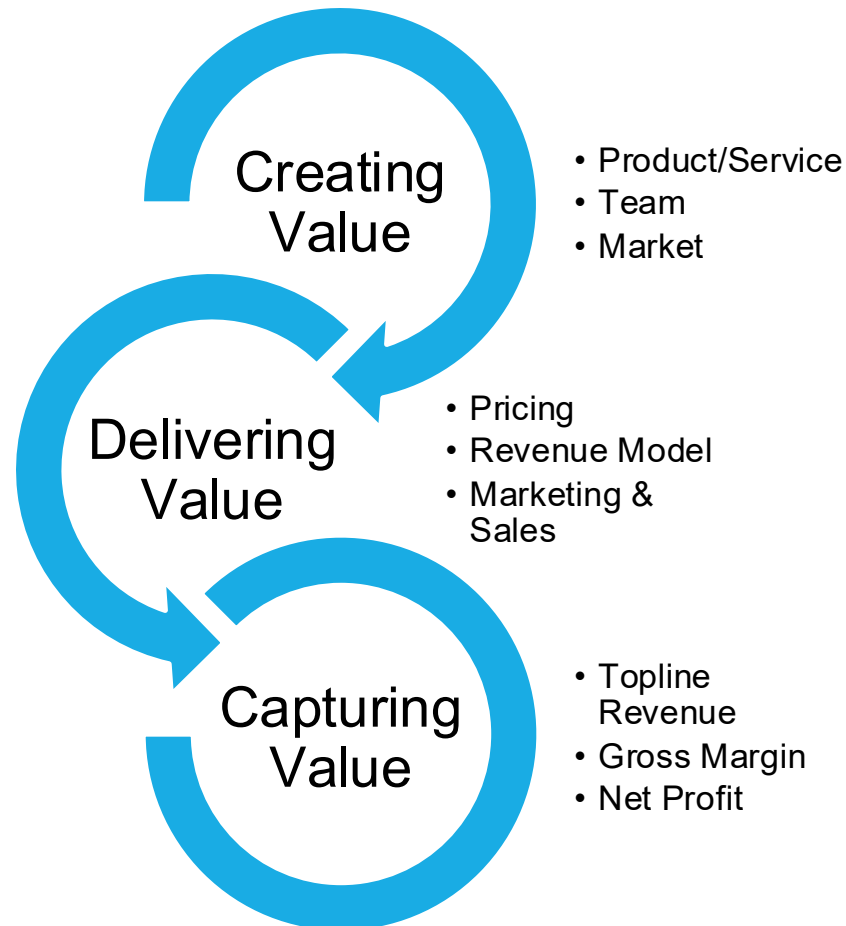 Creating
Value
• Product/Service
• Team
• Market
Delivering
Value
• Pricing
• Revenue Model
• Marketing &
Sales
Capturing
Value
• Topline
Revenue
• Gross Margin
• Net Profit